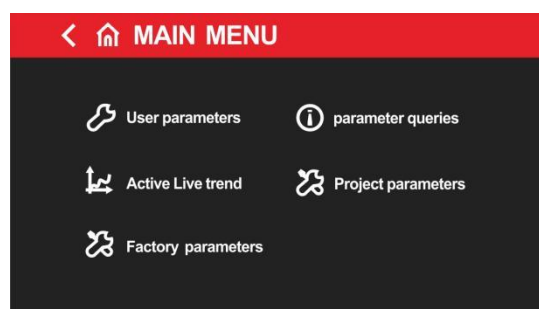 MAIN MENU
User parameters
parameter queries
Active Live trend
Project parameters
Factory parameters